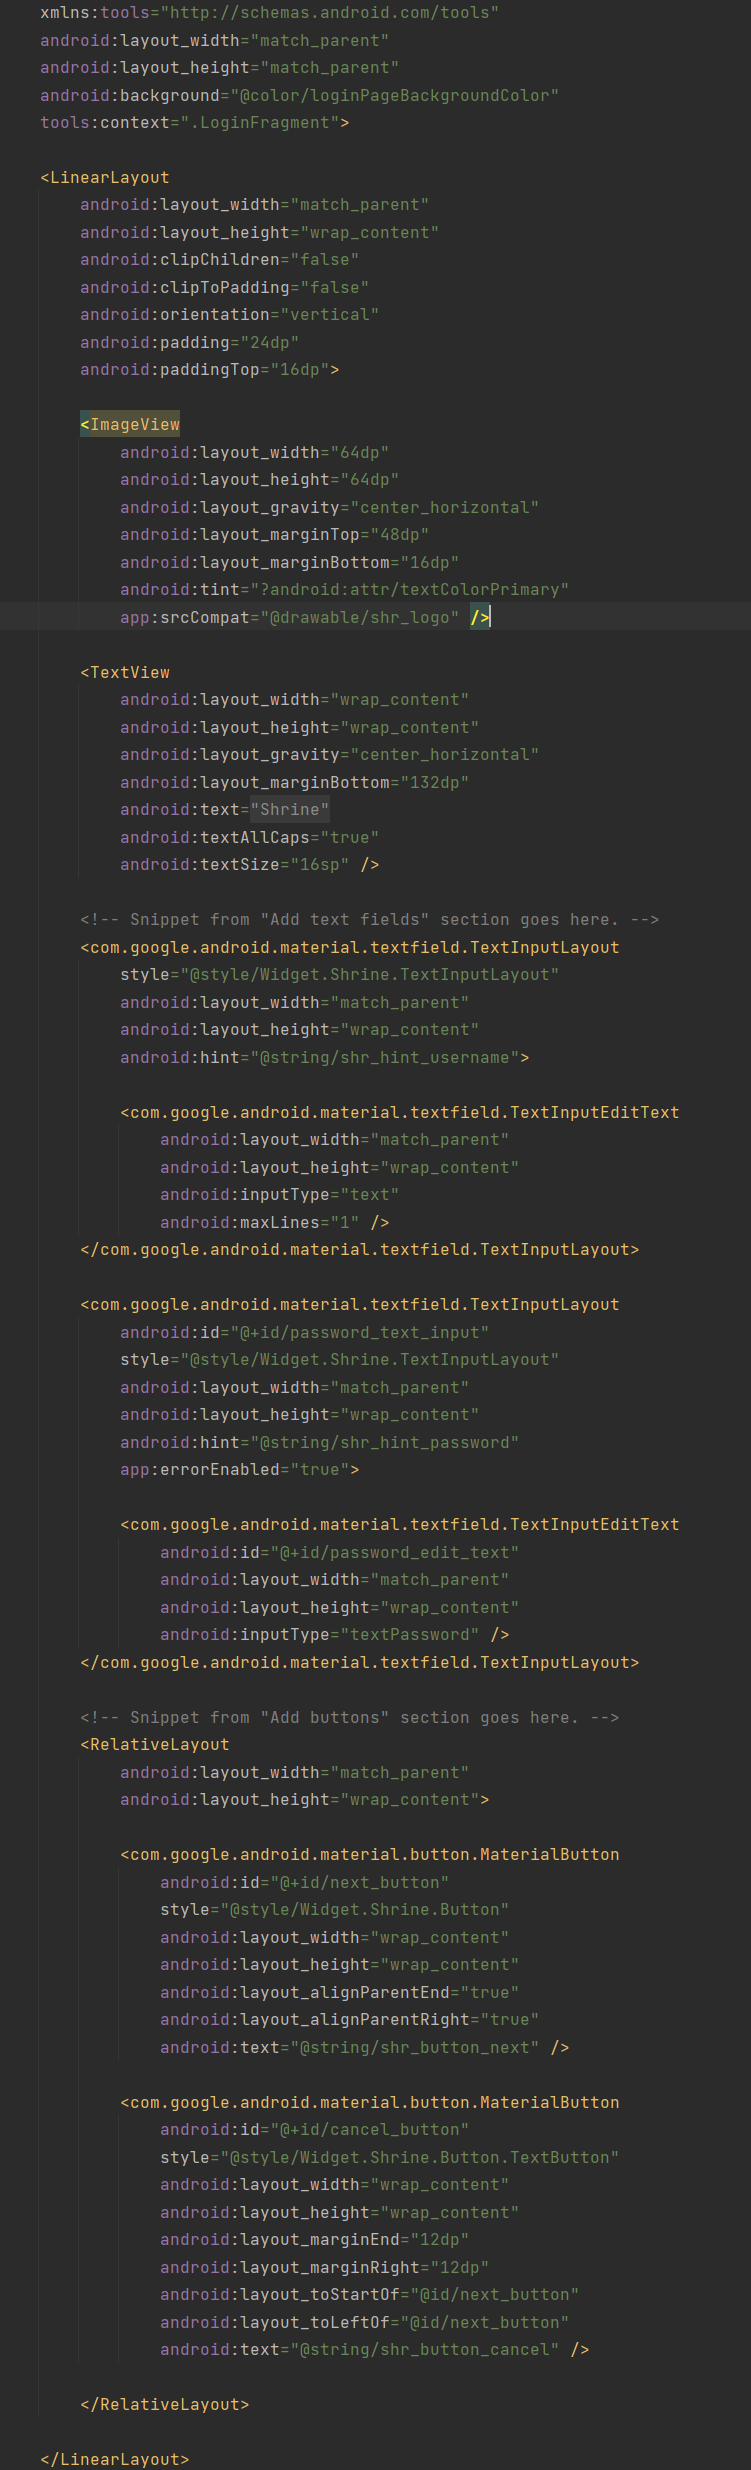 xmlns:tools="http://schemas.android.com/tools"
android:layout_width="match_parent"
android:layout_height="match_parent"
android:background="@color/loginPageBackgroundColor"
tools:context=".LoginFragment">
<LinearLayout
android:layout_width="match_parent"
android:layout_height="wrap_content"
android:clipChildren="false"
android:clipToPadding="false"
android:orientation="vertical"
android:padding="24dp"
android:paddingTop="16dp">
<ImageView
android:layout_width="64dp"
android:layout_height="64dp"
android:layout_gravity="center_horizontal"
android:layout_marginTop="48dp"
android:layout_marginBottom="16dp"
android:tint="?android:attr/textColorPrimary"
app:srcCompat="@drawable/shr_logo" />
<TextView
android:layout_width="wrap_content"
android:layout_height="wrap_content"
android:layout_gravity="center_horizontal"
android:layout_marginBottom="132dp"
android:text="Shrine"
android:textAllCaps="true"
android:textSize="16sp" />
<!-- Snippet from "Add text fields" section goes here. -->
<com.google.android.material.textfield.TextInputLayout
style="@style/Widget.Shrine.TextInputLayout"
android:layout_width="match_parent"
android:layout_height="wrap_content"
android:hint="@string/shr_hint_username">
<com.google.android.material.textfield.TextInputEditText
android:layout_width="match_parent"
android:layout_height="wrap_content"
android:inputType="text"
android:maxLines="1" />
</com.google.android.material.textfield.TextInputLayout>
<com.google.android.material.textfield.TextInputLayout
android:id="@+id/password_text_input"
style="@style/Widget.Shrine.TextInputLayout"
android:layout_width="match_parent"
android:layout_height="wrap_content"
android:hint="@string/shr_hint_password"
app:errorEnabled="true">
<com.google.android.material.textfield.TextInputEditText
android:id="@+id/password_edit_text"
android:layout_width="match_parent"
android:layout_height="wrap_content"
android:inputType="textPassword" />
</com.google.android.material.textfield.TextInputLayout>
<!-- Snippet from "Add buttons" section goes here. -->
<RelativeLayout
android:layout_width="match_parent"
android:layout_height="wrap_content">
<com.google.android.material.button.MaterialButton
android:id="@+id/next_button"
style="@style/Widget.Shrine.Button"
android:layout_width="wrap_content"
android:layout_height="wrap_content"
android:layout_alignParentEnd="true"
android:layout_alignParentRight="true"
android:text="@string/shr_button_next" />
<com.google.android.material.button.MaterialButton
android:id="@+id/cancel_button"
style="@style/Widget.Shrine.Button.TextButton"
android:layout_width="wrap_content"
android:layout_height="wrap_content"
android:layout_marginEnd="12dp"
android:layout_marginRight="12dp"
android:layout_toStartOf="@id/next_button"
android:layout_toLeftOf="@id/next_button"
android:text="@string/shr_button_cancel" />
</RelativeLayout>
</LinearLayout>